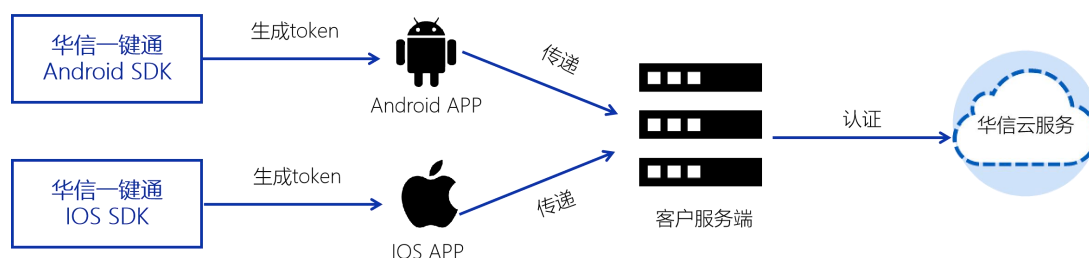 华信一键通
Android SDK
生成token
Android APP
传递
华信一键通
IOS SDK
生成token
IOS APP
传递
客户服务端
认证
华信云服务